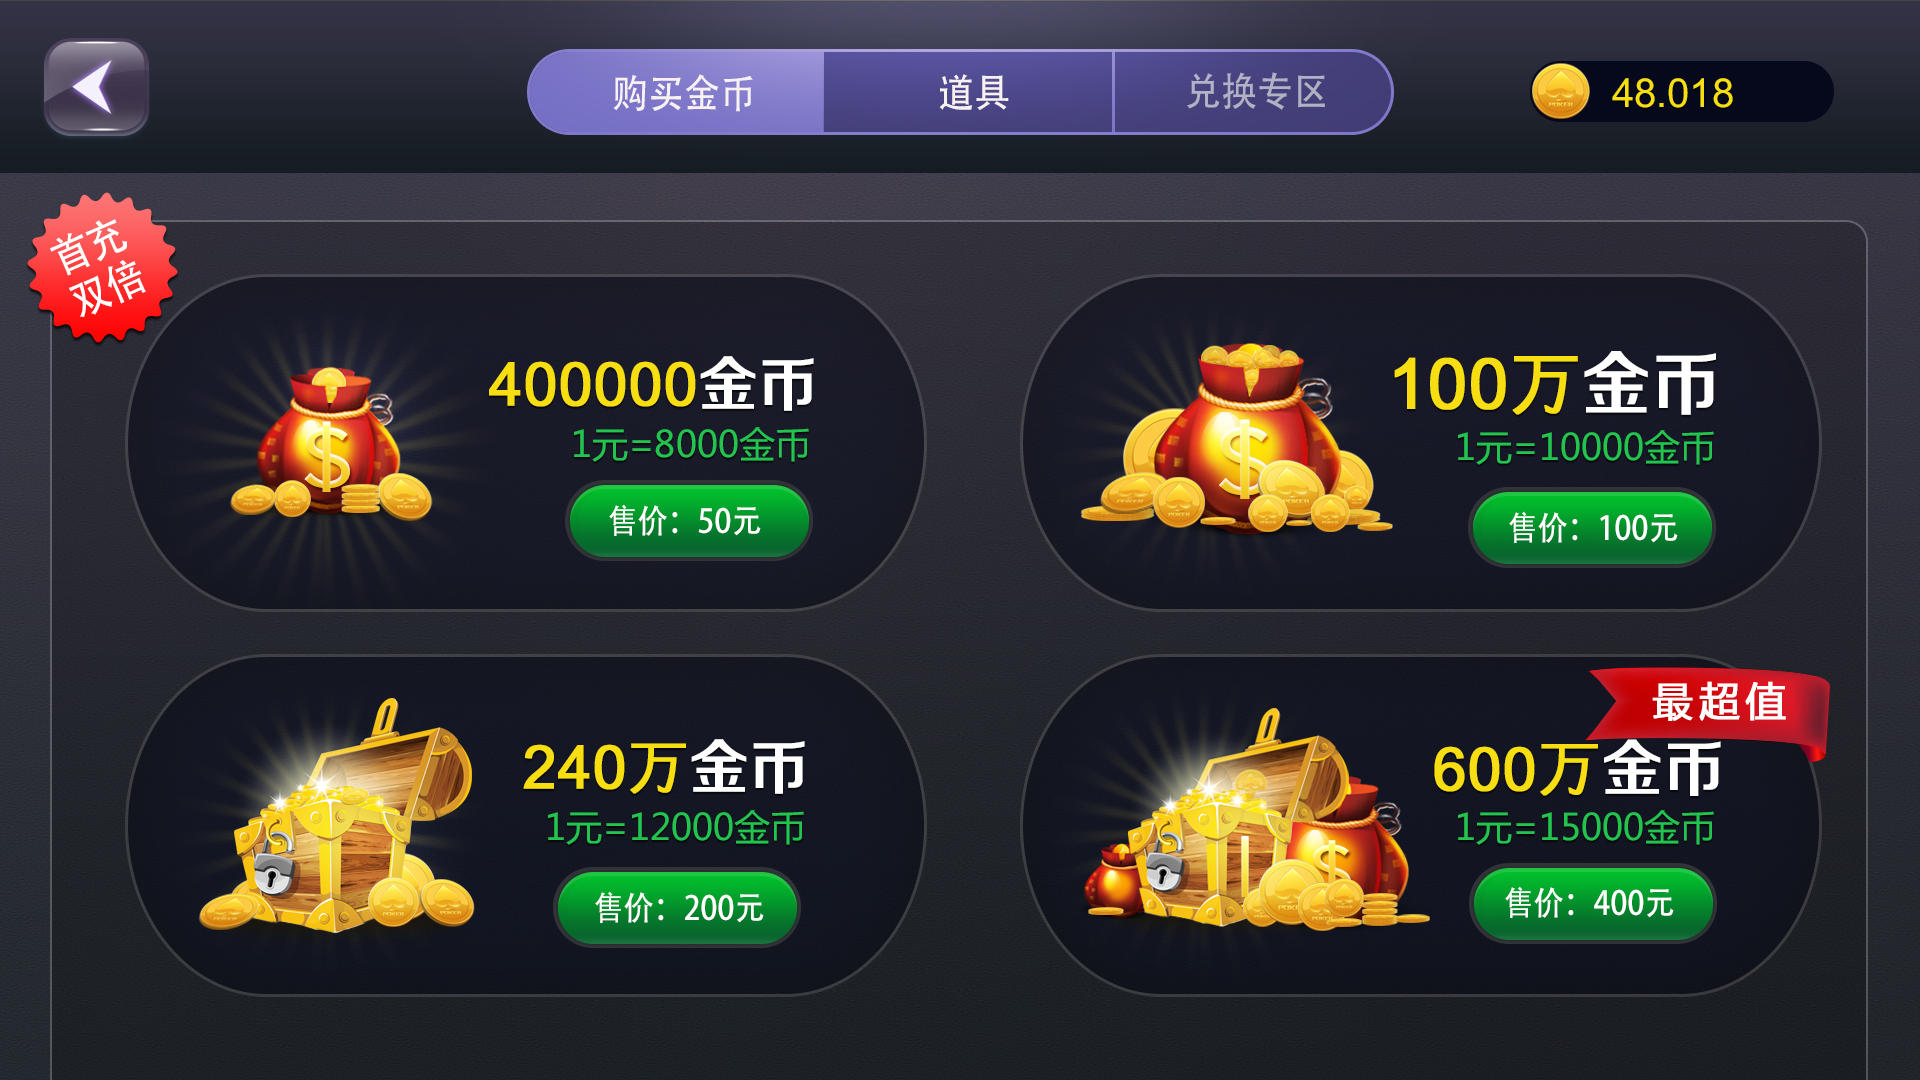 购买金币
道具
兑换专区
48.018
首充
双倍
400000金币
1元=8000金币
售价：50元
100万金币
1元=10000金币
售价：100元
240万金币
1元=12000金币
售价：200元
最超值
600万金币
1元=15000金币
售价：400元